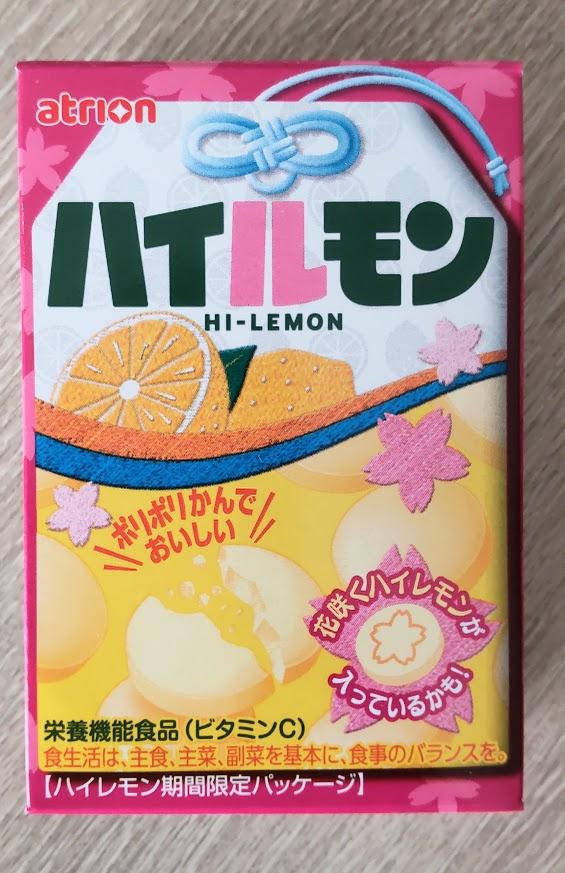 atrion
ハイルモン
HI-LEMON
ポリポリかんで
おいしい
花咲くハイレモンが
入っているかも!
栄養機能食品(ビタミンC)
食生活は、主食、主菜、副菜を基本に、食事のバランスを。
【ハイレモン期間限定パッケージ】